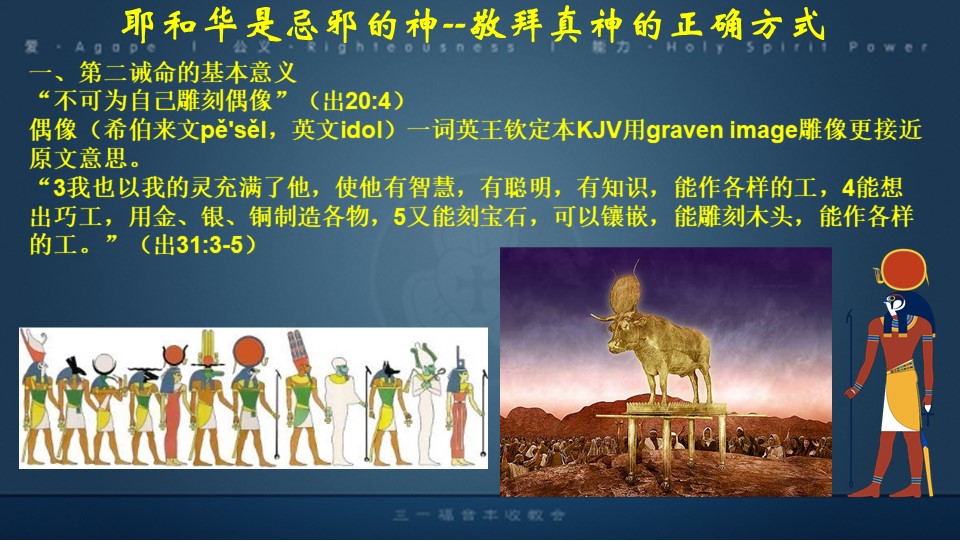 耶和华是忌邪的神--敬拜真神的正确方式
爱·Agape | 公义·Righteousness | 能力·Holy Spirit Power
一、第二诫命的基本意义
“不可为自己雕刻偶像”（出20:4）
偶像（希伯来文pě'sěl，英文idol）一词英王钦定本KJV用graven image雕像更接近
原文意思。
“3我也以我的灵充满了他，使他有智慧，有聪明，有知识，能作各样的工，4能想
出巧工，用金、银、铜制造各物，5又能刻宝石，可以镶嵌，能雕刻木头，能作各样
的工。”（出31:3-5）
三一福音丰收教会